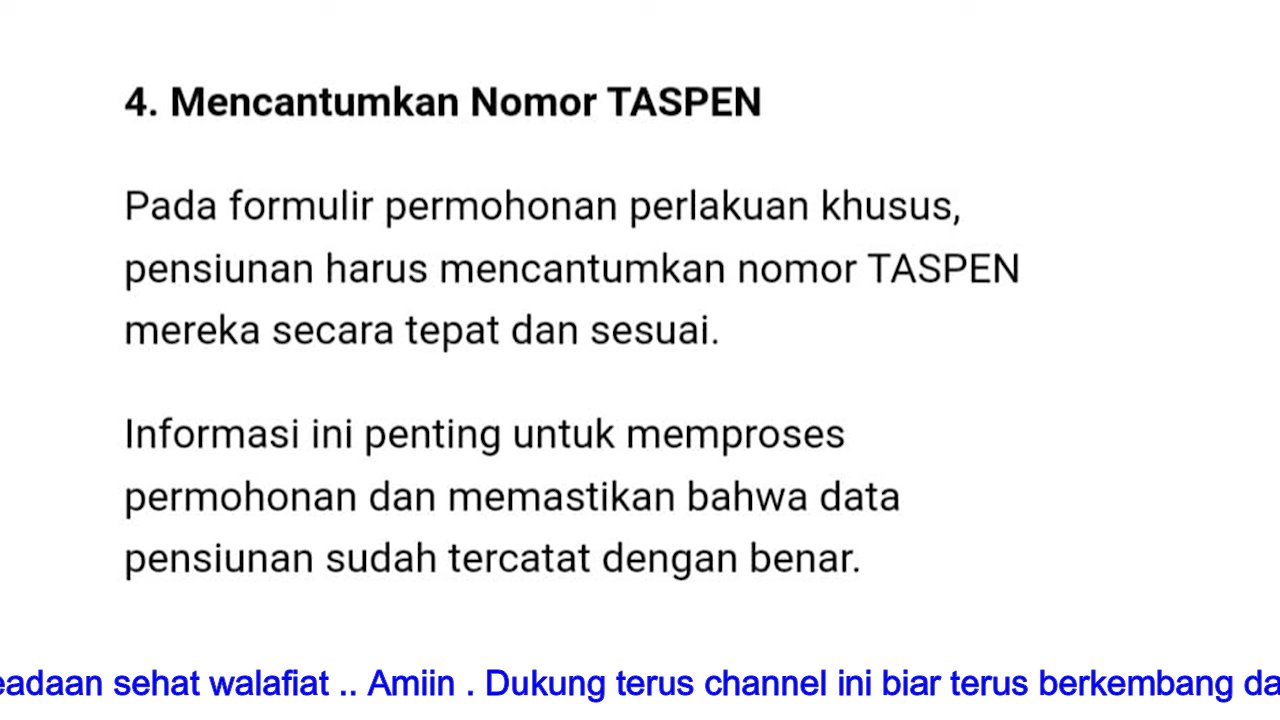 4. Mencantumkan Nomor TASPEN
Pada formulir permohonan perlakuan khusus,
pensiunan harus mencantumkan nomor TASPEN
mereka secara tepat dan sesuai.
Informasi ini penting untuk memproses
permohonan dan memastikan bahwa data
pensiunan sudah tercatat dengan benar.
eadaan sehat walafiat .. Amiin . Dukung terus channel ini biar terus berkembang da